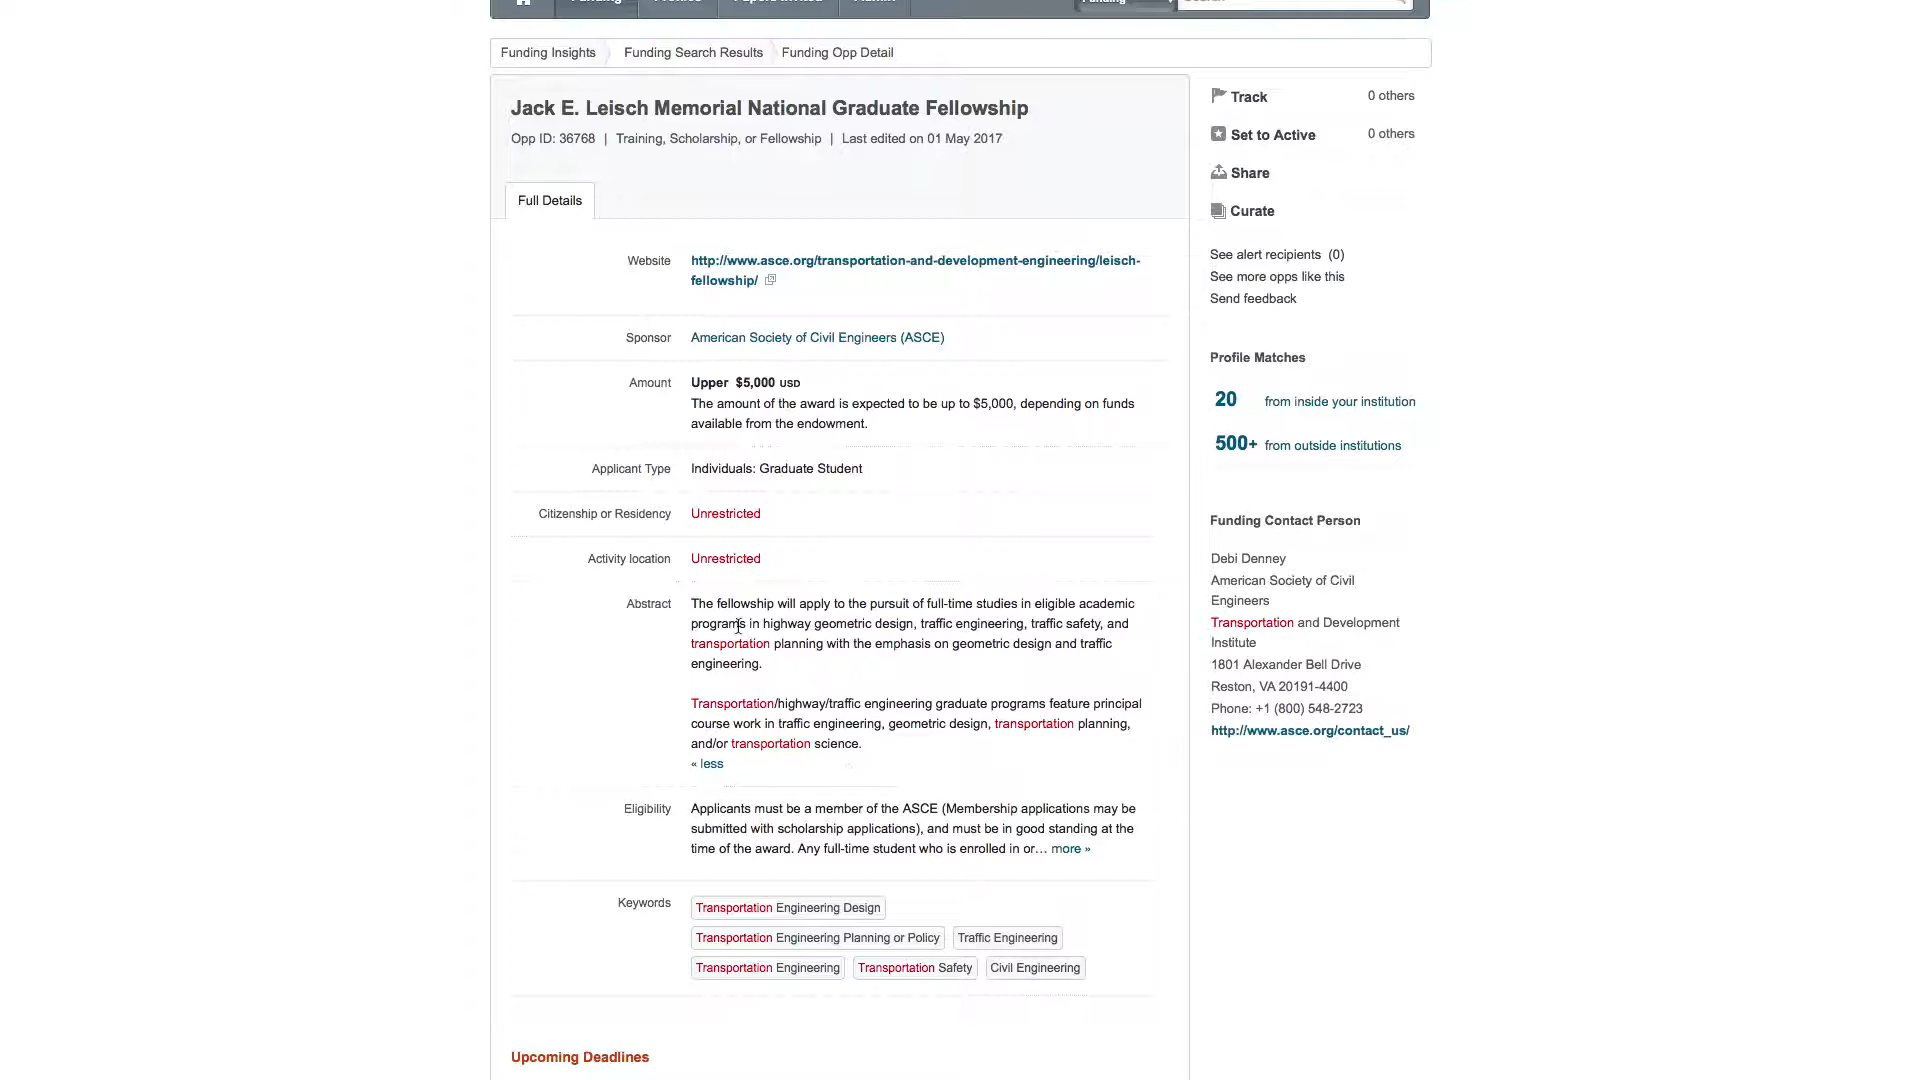 Funding Insights
Funding Search Results
Funding Opp Detail
Jack E. Leisch Memorial National Graduate Fellowship
Opp ID: 36768 | Training, Scholarship, or Fellowship | Last edited on 01 May 2017
Full Details
Website
http://www.asce.org/transportation-and-development-engineering/leisch-
fellowship/
Sponsor
American Society of Civil Engineers (ASCE)
Amount
Upper $5,000 USD
The amount of the award is expected to be up to $5,000, depending on funds
available from the endowment.
Applicant Type
Individuals: Graduate Student
Citizenship or Residency
Unrestricted
Activity location
Unrestricted
Abstract
The fellowship will apply to the pursuit of full-time studies in eligible academic
programs in highway geometric design, traffic engineering, traffic safety, and
transportation planning with the emphasis on geometric design and traffic
engineering.
Transportation/highway/traffic engineering graduate programs feature principal
course work in traffic engineering, geometric design, transportation planning,
and/or transportation science.
« less
Eligibility
Applicants must be a member of the ASCE (Membership applications may be
submitted with scholarship applications), and must be in good standing at the
time of the award. Any full-time student who is enrolled in or… more »
Keywords
Transportation Engineering Design
Transportation Engineering Planning or Policy
Traffic Engineering
Transportation Engineering
Transportation Safety
Civil Engineering
Upcoming Deadlines
Track
0 others
Set to Active
0 others
Share
Curate
See alert recipients (0)
See more opps like this
Send feedback
Profile Matches
20 from inside your institution
500+ from outside institutions
Funding Contact Person
Debi Denney
American Society of Civil
Engineers
Transportation and Development
Institute
1801 Alexander Bell Drive
Reston, VA 20191-4400
Phone: +1 (800) 548-2723
http://www.asce.org/contact_us/